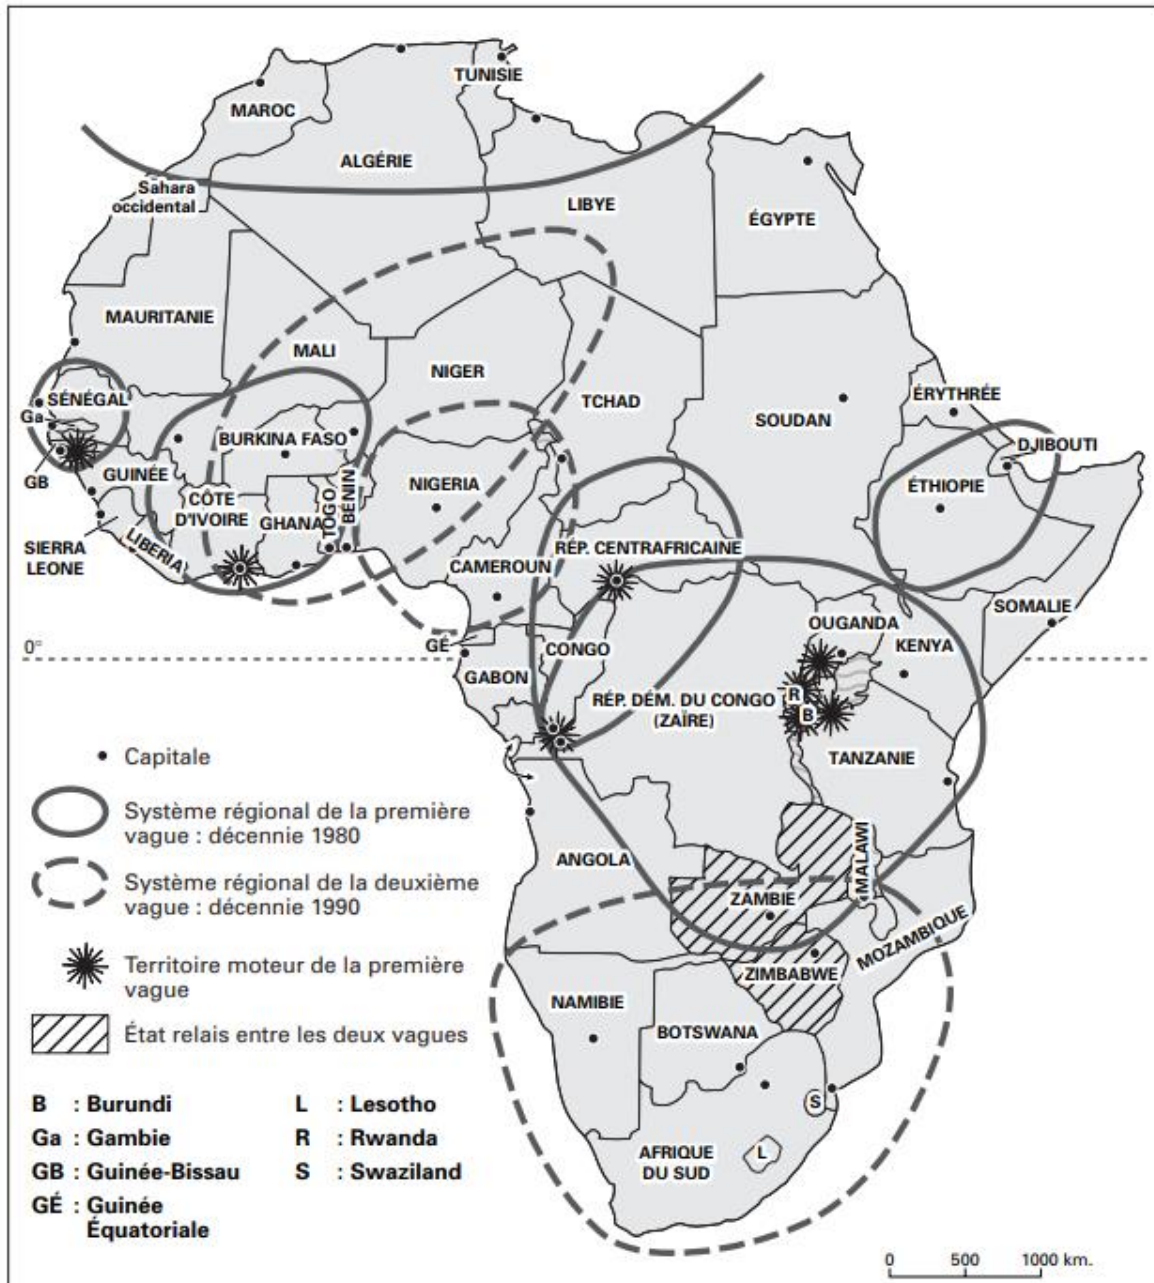 TUNISIE
MAROC
ALGÉRIE
Sahara
occidental
LIBYE
ÉGYPTE
MAURITANIE
MALI
NIGER
TCHAD
SOUDAN
ÉRYTHRÉE
SÉNÉGAL
Ga
DJIBOUTI
BURKINA FASO
GUINÉE
GB
NIGERIA
ÉTHIOPIE
CÔTE
D'IVOIRE
GHANA
TOGO
BÉNIN
SIERRA
LEONE
LIBERIA
RÉP. CENTRAFRICAINE
CAMEROUN
SOMALIE
OUGANDA
0°
GÉ
CONGO
KENYA
GABON
RÉP. DÉM. DU CONGO
(ZAÏRE)
R
B
TANZANIE
ANGOLA
MALAWI
ZAMBIE
MOZAMBIQUE
ZIMBABWE
NAMIBIE
BOTSWANA
S
AFRIQUE
DU SUD
L
Capitale
Système régional de la première
vague : décennie 1980
Système régional de la deuxième
vague : décennie 1990
Territoire moteur de la première
vague
État relais entre les deux vagues
B : Burundi
Ga : Gambie
GB : Guinée-Bissau
GÉ : Guinée
Équatoriale
L : Lesotho
R : Rwanda
S : Swaziland
0 500 1000 km.